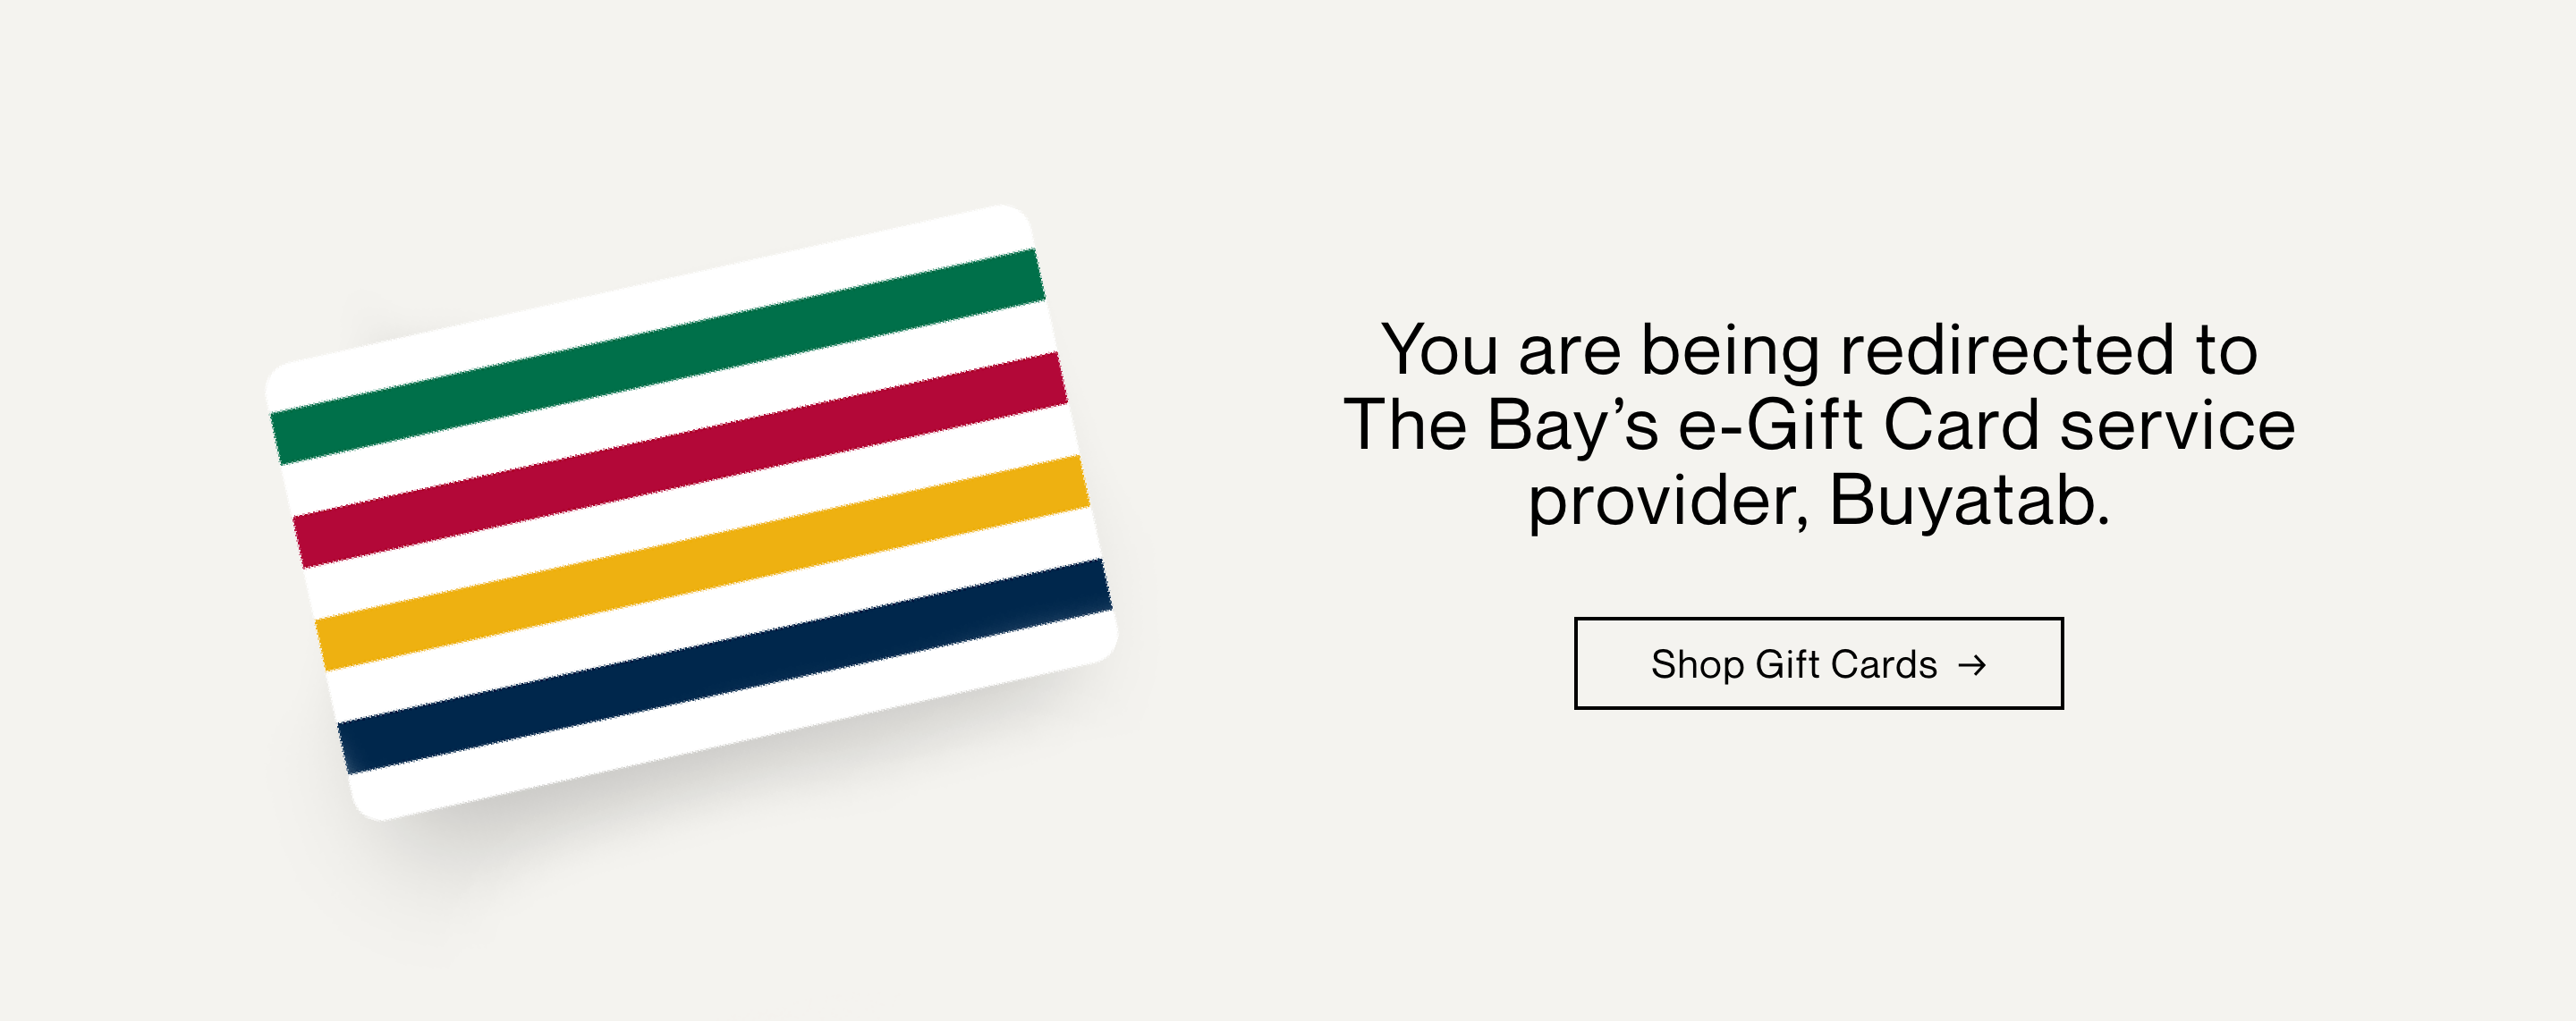 You are being redirected to
The Bay’s e-Gift Card service
provider, Buyatab.
Shop Gift Cards →